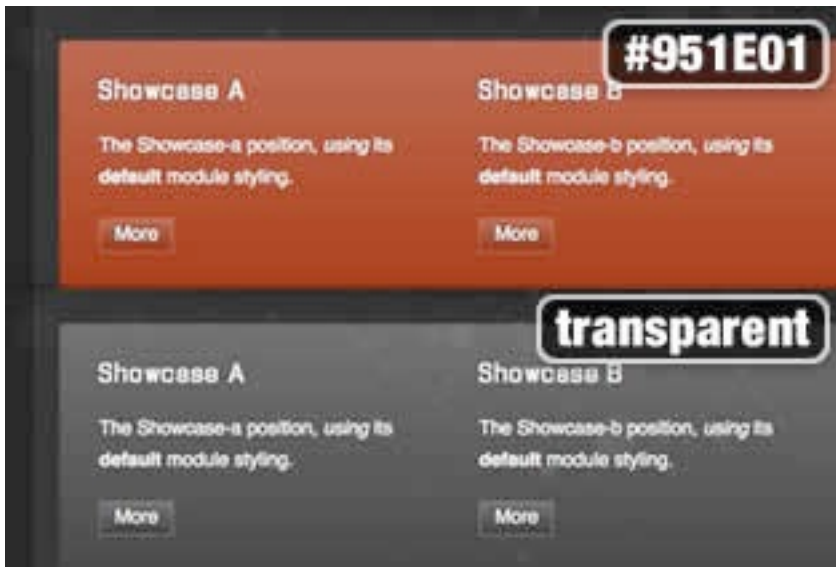 #951E01
Showcase A
The Showcase-a position, using its
default module styling.
More
Showcase B
The Showcase-b position, using its
default module styling.
More
transparent
Showcase A
The Showcase-a position, using its
default module styling.
More
Showcase B
The Showcase-b position, using its
default module styling.
More